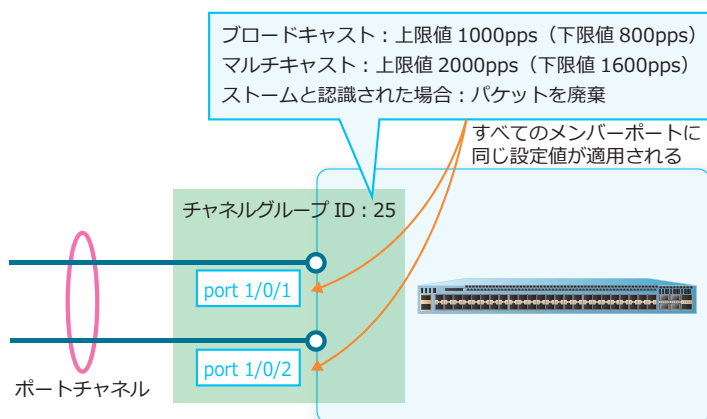 ブロードキャスト：上限値 1000pps（下限値 800pps）
マルチキャスト：上限値 2000pps（下限値 1600pps）
ストームと認識された場合：パケットを廃棄
すべてのメンバーポートに
同じ設定値が適用される
チャネルグループ ID：25
port 1/0/1
port 1/0/2
ポートチャネル